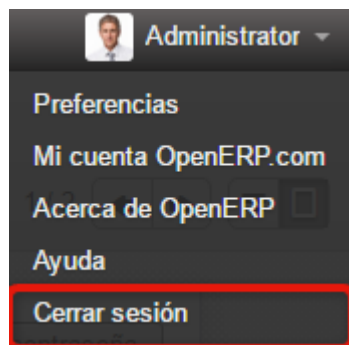 Administrator
Preferencias
Mi cuenta OpenERP.com
Acerca de OpenERP
Ayuda
Cerrar sesión